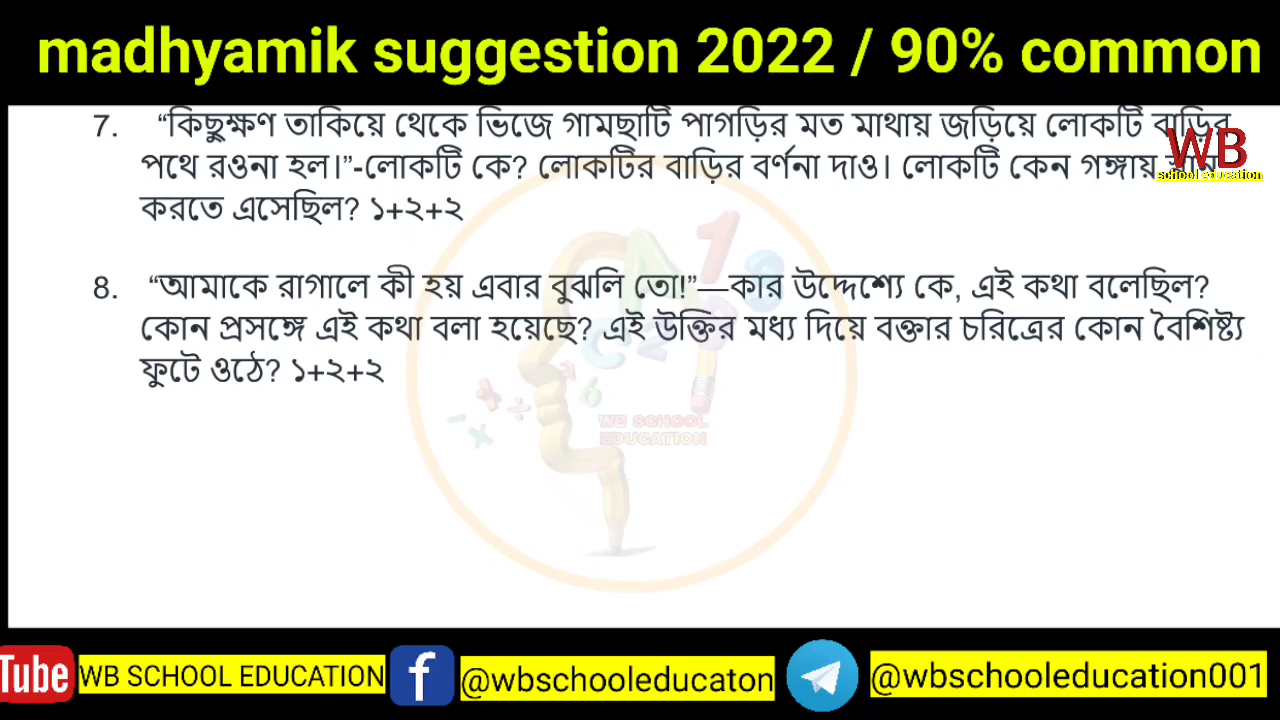 madhyamik suggestion 2022 / 90% common
7. “কিছুক্ষণ তাকিয়ে থেকে ভিজে গামছাটি পাগড়ির মত মাথায় জড়িয়ে লোকটি বাড়ির
পথে রওনা হল।”-লোকটি কে? লোকটির বাড়ির বর্ণনা দাও। লোকটি কেন গঙ্গায় স্নান
করতে এসেছিল? ১+২+২
WB
school education
8. “আমাকে রাগালে কী হয় এবার বুঝলি তো!”—কার উদ্দেশ্যে কে, এই কথা বলেছিল?
কোন প্রসঙ্গে এই কথা বলা হয়েছে? এই উক্তির মধ্য দিয়ে বক্তার চরিত্রের কোন বৈশিষ্ট্য
ফুটে ওঠে? ১+২+২
WB SCHOOL
EDUCATION
Tube WB SCHOOL EDUCATION @wbschooleducaton @wbschooleducation001